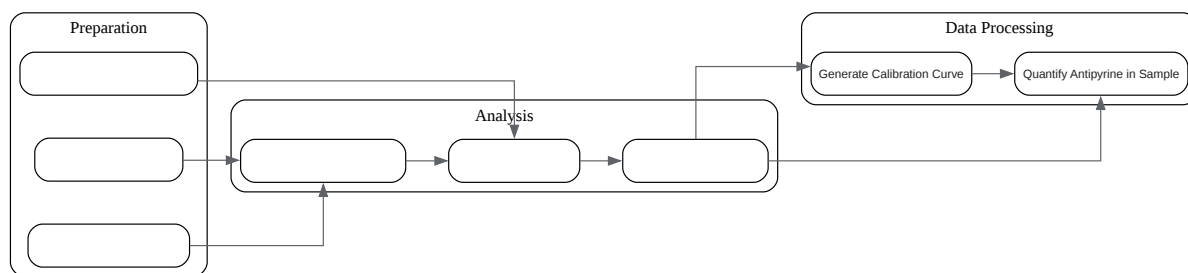 Preparation
Analysis
Data Processing
Generate Calibration Curve
Quantify Antipyrine in Sample